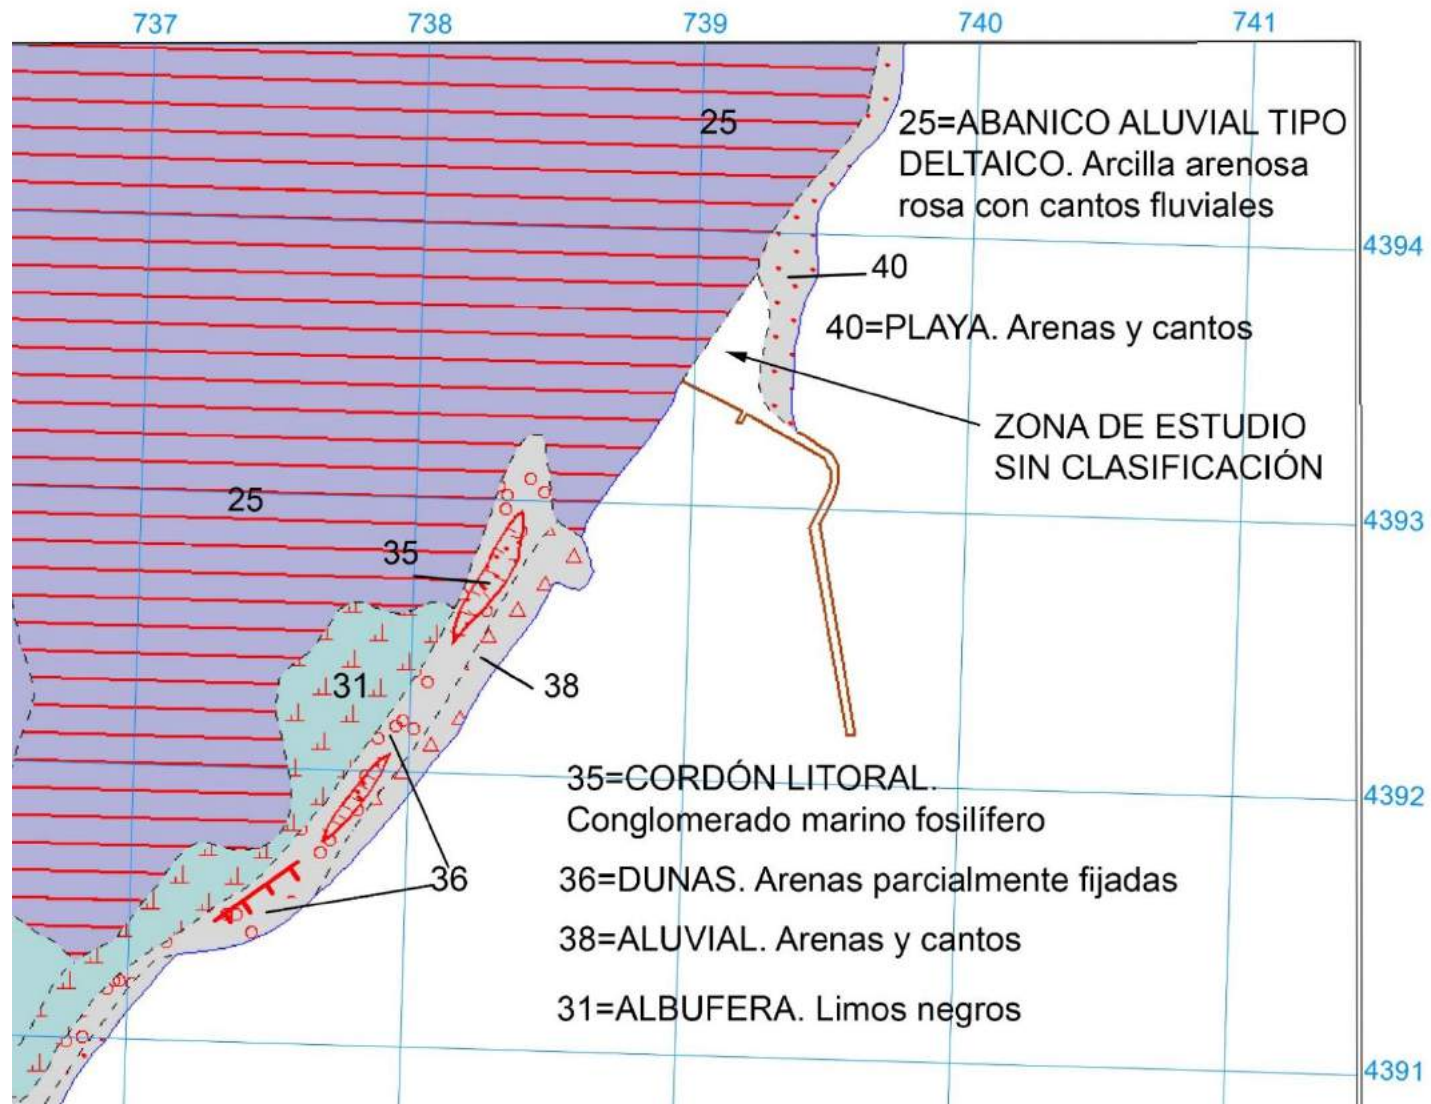 737
738
739
740
741
25
25=ABANICO ALUVIAL TIPO
DELTAICO. Arcilla arenosa
rosa con cantos fluviales
4394
40
40=PLAYA. Arenas y cantos
ZONA DE ESTUDIO
SIN CLASIFICACIÓN
25
4393
35
31
38
35=CORDÓN LITORAL.
Conglomerado marino fosilífero
4392
36
36=DUNAS. Arenas parcialmente fijadas
38=ALUVIAL. Arenas y cantos
31=ALBUFERA. Limos negros
4391